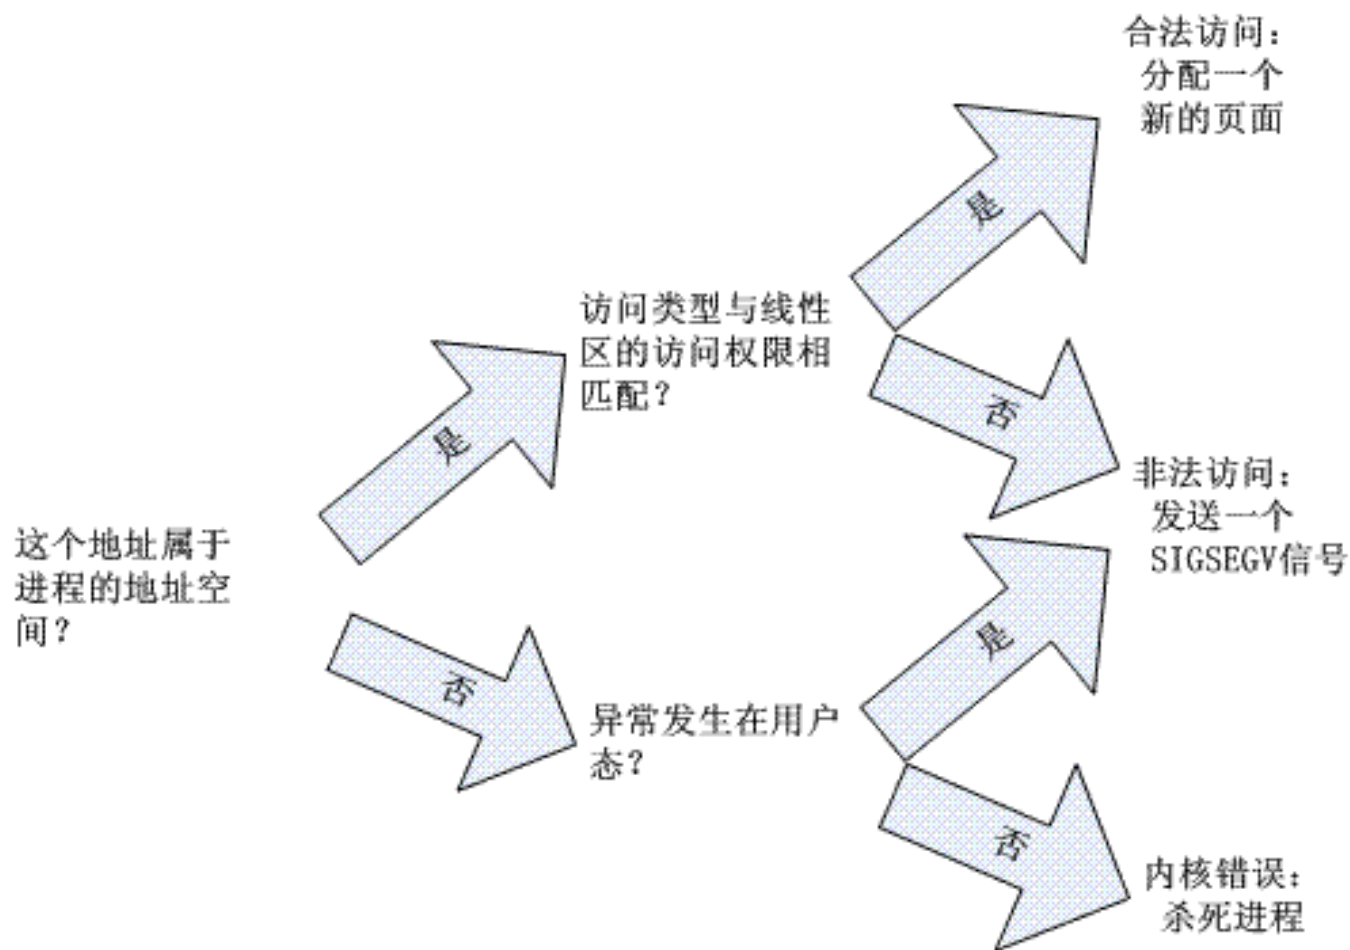 合法访问：
分配一个
新的页面
是
访问类型与线性
区的访问权限相
匹配？
是
否
非法访问：
发送一个
SIGSEGV信号
这个地址属于
进程的地址空
间？
是
否
异常发生在用户
态？
否
内核错误：
杀死进程